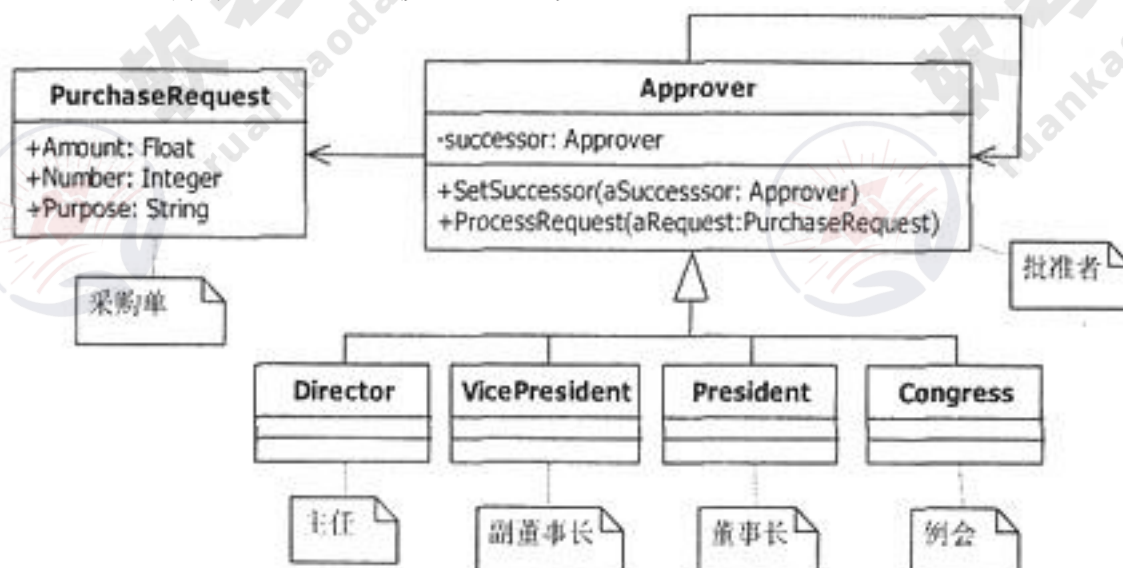 PurchaseRequest
+Amount: Float
+Number: Integer
+Purpose: String
采购单
Approver
-successor: Approver
+SetSuccessor(aSuccesssor: Approver)
+ProcessRequest(aRequest:PurchaseRequest)
批准者
Director
VicePresident
President
Congress
主任
副董事长
董事长
例会